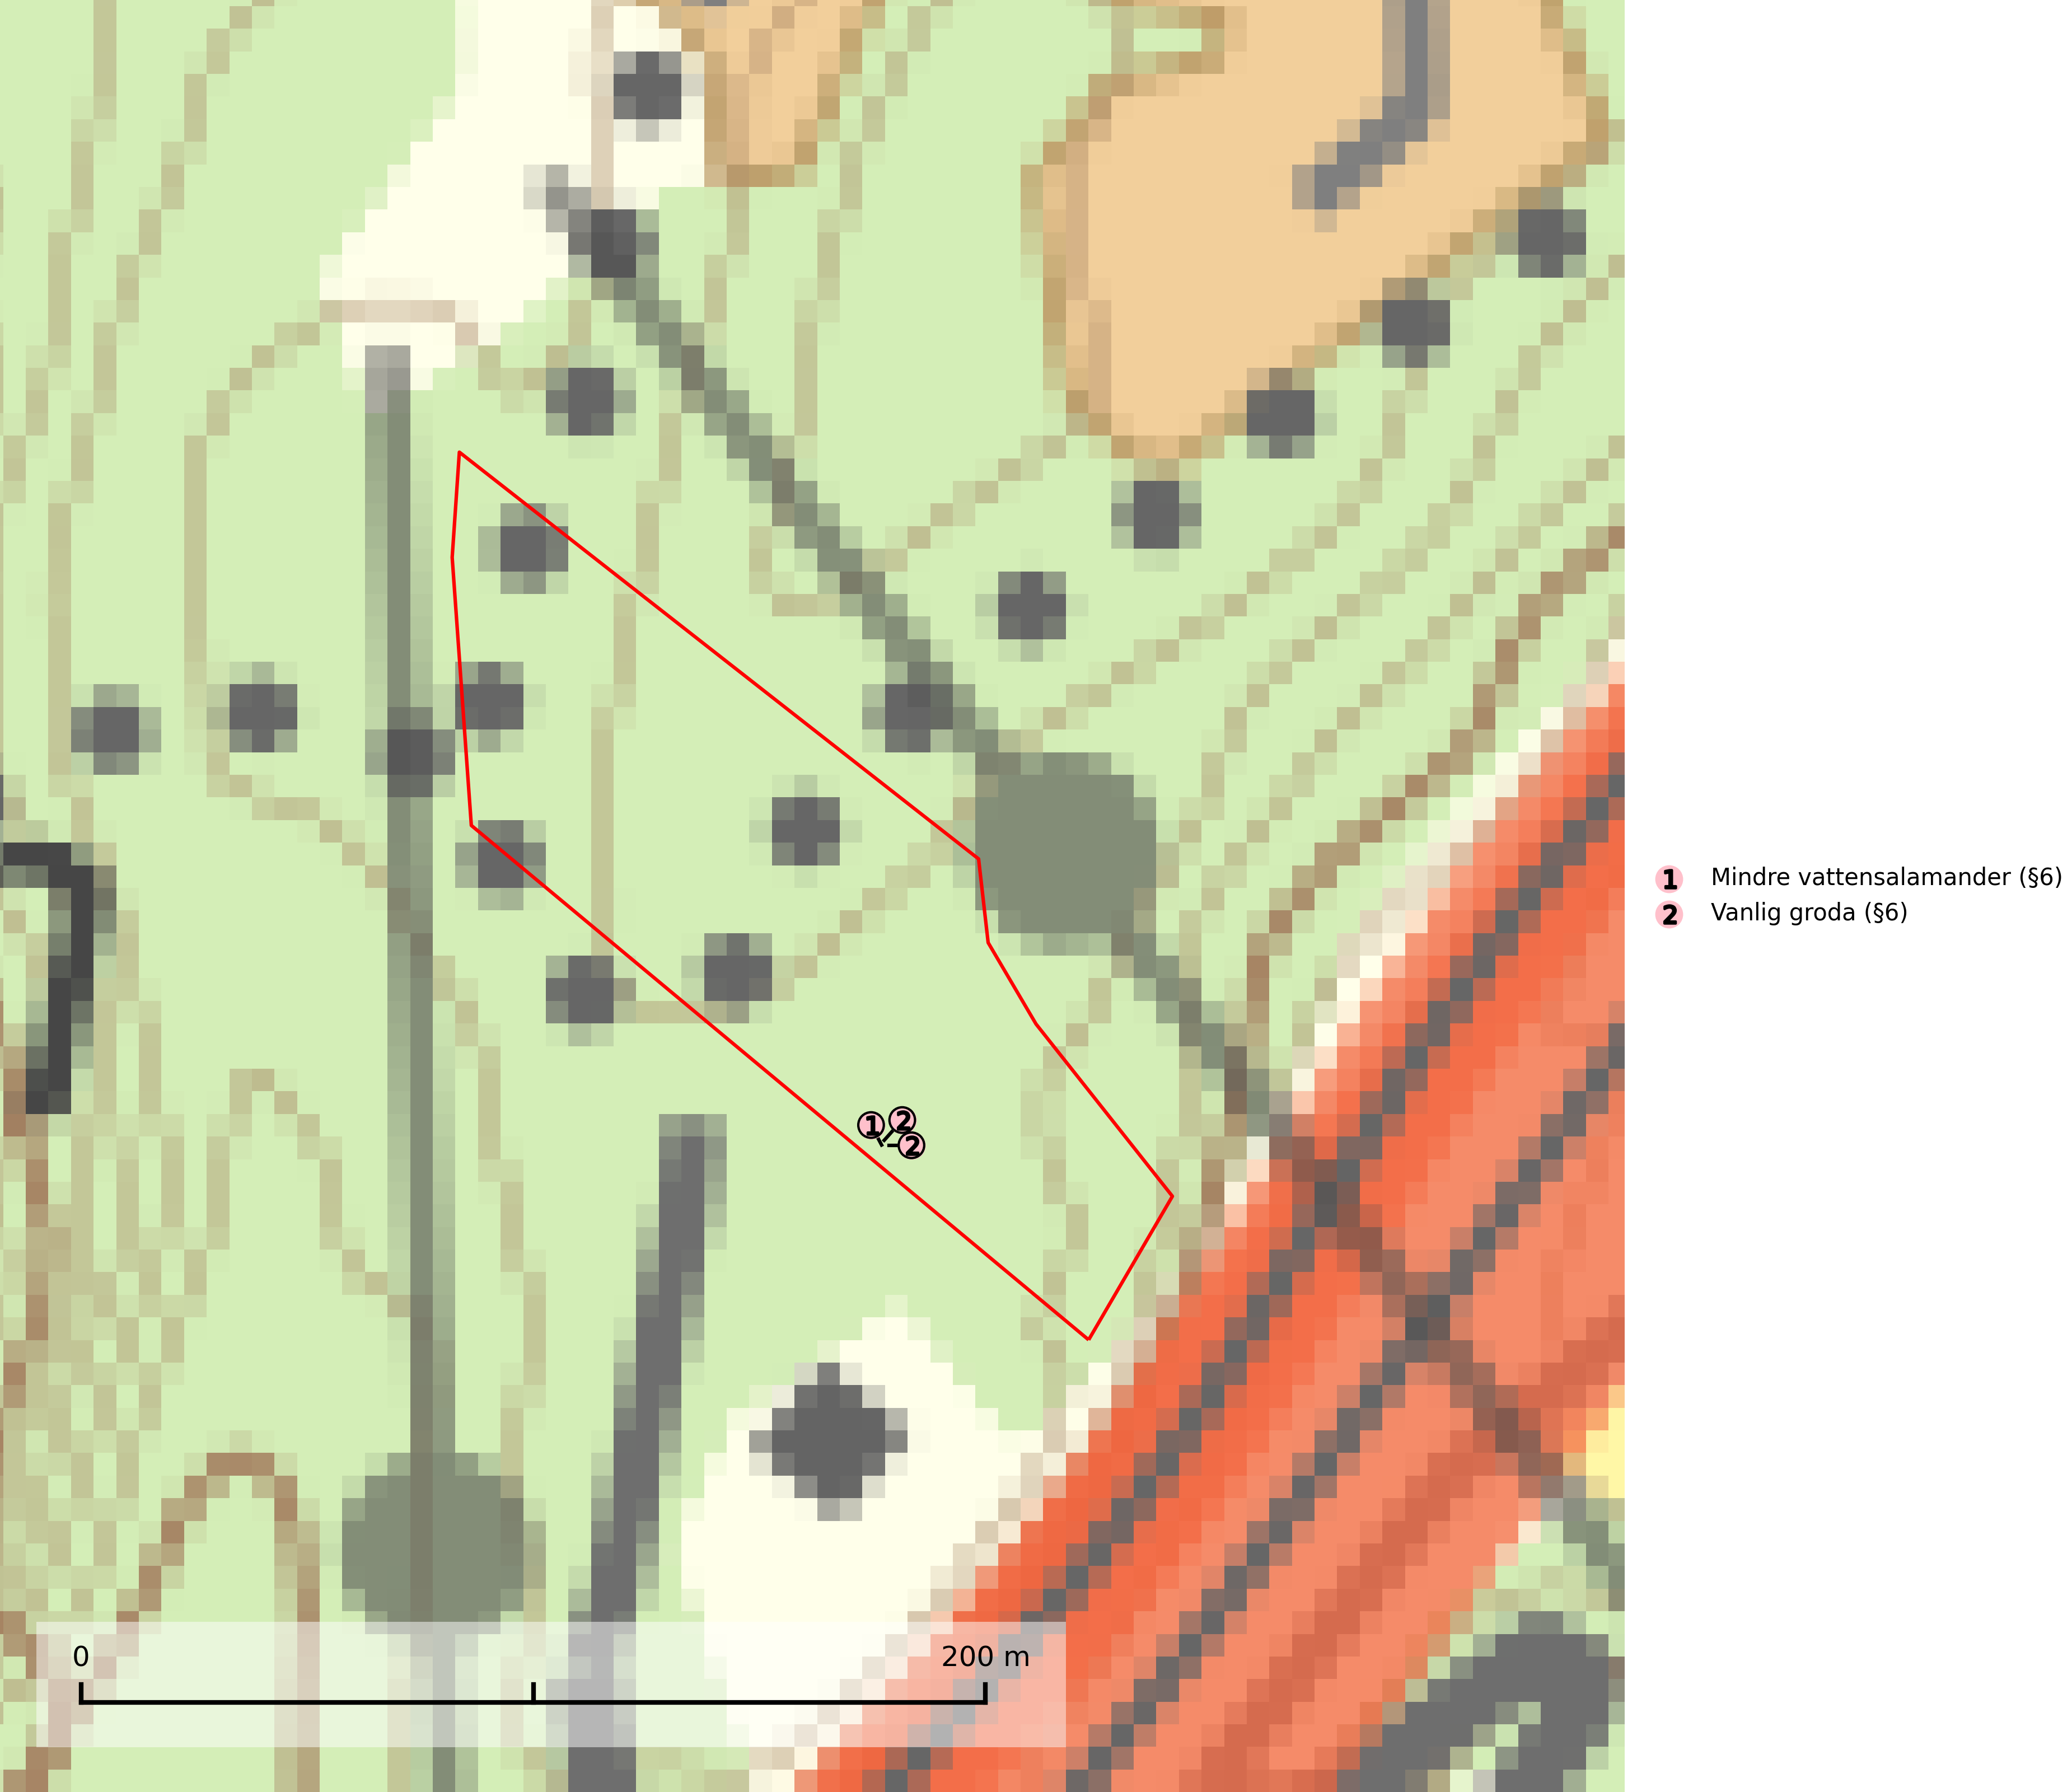 1 Mindre vattensalamander (§6)
2 Vanlig groda (§6)
1 2
2
0 200 m